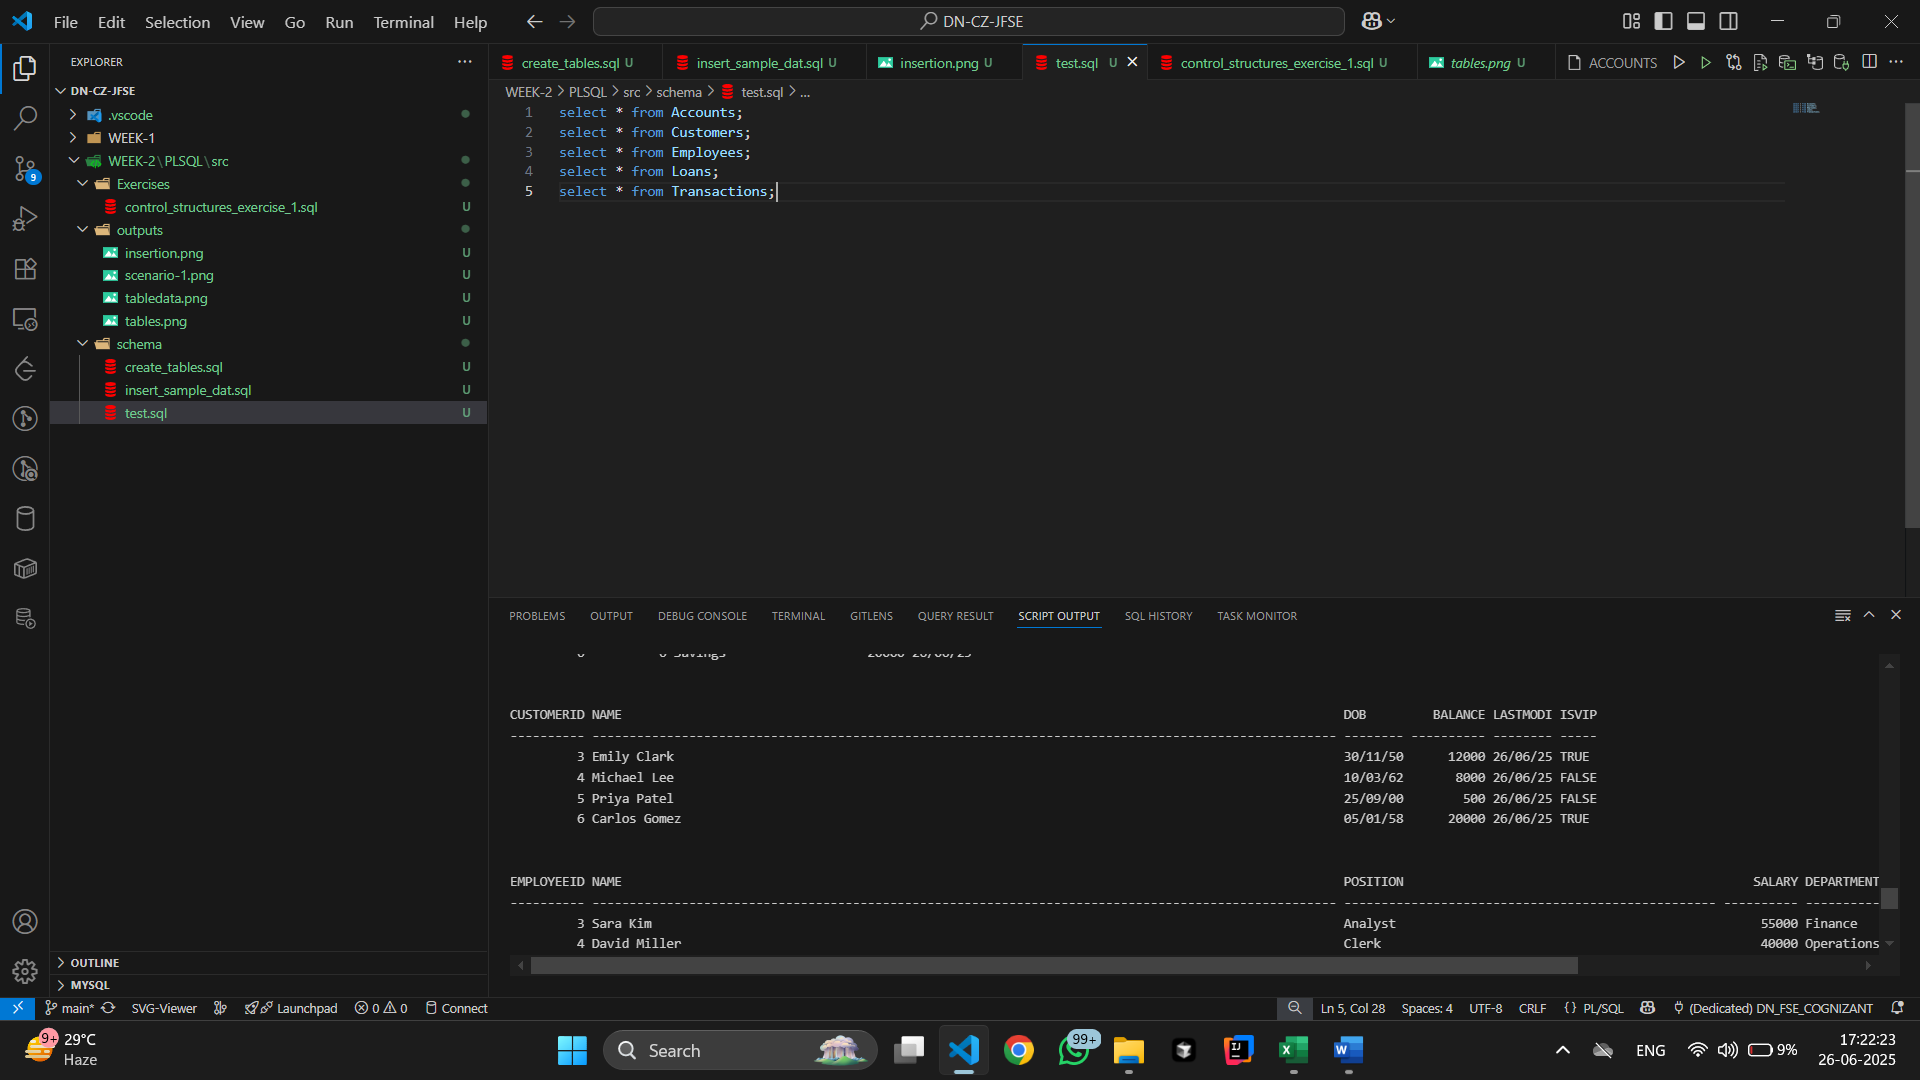 File Edit Selection View Go Run Terminal Help
DN-CZ-JFSE
EXPLORER
DN-CZ-JFSE
.vscode
WEEK-1
WEEK-2\PLSQL\src
Exercises
control_structures_exercise_1.sql U
outputs
insertion.png U
scenario-1.png U
tabledata.png U
tables.png U
schema
create_tables.sql U
insert_sample_dat.sql U
test.sql U
OUTLINE
MYSQL
9
create_tables.sql U insert_sample_dat.sql U insertion.png U test.sql U control_structures_exercise_1.sql U tables.png U ACCOUNTS
WEEK-2 > PLSQL > src > schema > test.sql > ...
1 select * from Accounts;
2 select * from Customers;
3 select * from Employees;
4 select * from Loans;
5 select * from Transactions;
PROBLEMS OUTPUT DEBUG CONSOLE TERMINAL GITLENS QUERY RESULT SCRIPT OUTPUT SQL HISTORY TASK MONITOR
6 6 Savings 20000 26/06/25
CUSTOMERID NAME DOB BALANCE LASTMODI ISVIP
3 Emily Clark 30/11/50 12000 26/06/25 TRUE
4 Michael Lee 10/03/62 8000 26/06/25 FALSE
5 Priya Patel 25/09/00 500 26/06/25 FALSE
6 Carlos Gomez 05/01/58 20000 26/06/25 TRUE
EMPLOYEEID NAME POSITION SALARY DEPARTMENT
3 Sara Kim Analyst 55000 Finance
4 David Miller Clerk 40000 Operations
main* SVG-Viewer Launchpad 0 0 Connect Ln 5, Col 28 Spaces: 4 UTF-8 CRLF {} PL/SQL (Dedicated) DN_FSE_COGNIZANT
9+ 29°C
Haze
Search
99+
ENG
9%
17:22:23
26-06-2025